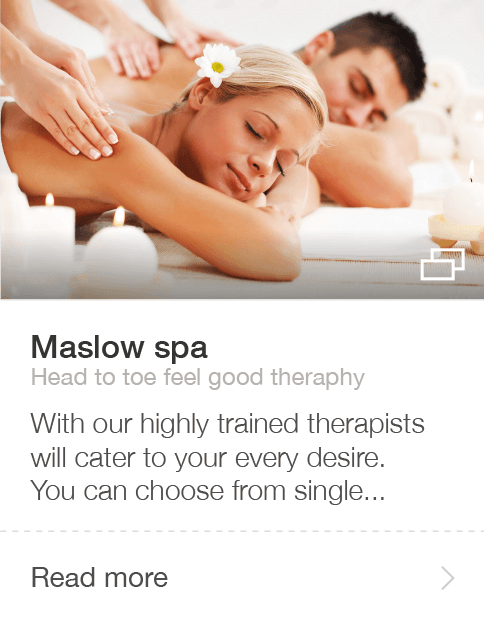 Maslow spa
Head to toe feel good theraphy
With our highly trained therapists
will cater to your every desire.
You can choose from single...
Read more